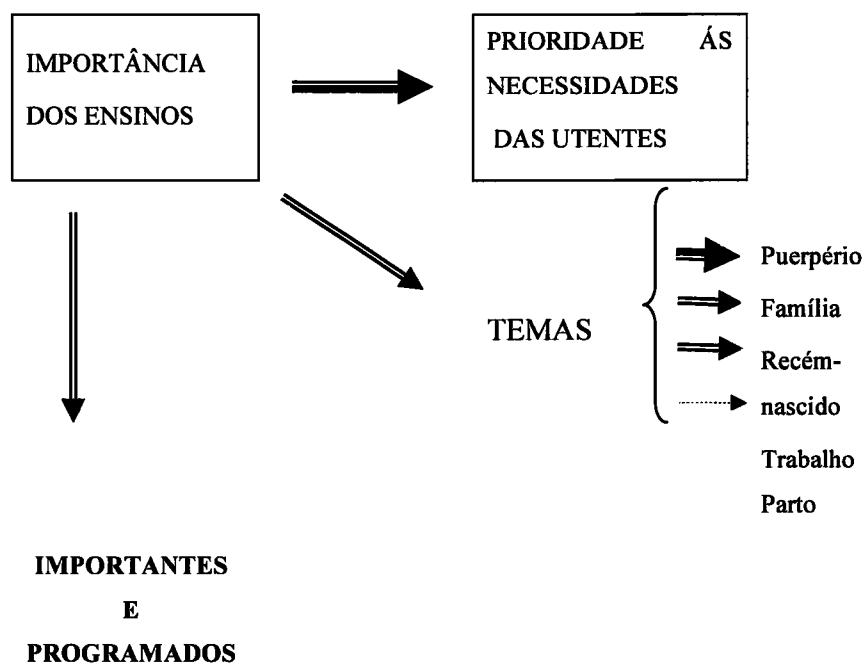 IMPORTÂNCIA
DOS ENSINOS
PRIORIDADE ÁS
NECESSIDADES
DAS UTENTES
TEMAS
Puerpério
Família
Recém-
nascido
Trabalho
Parto
IMPORTANTES
E
PROGRAMADOS